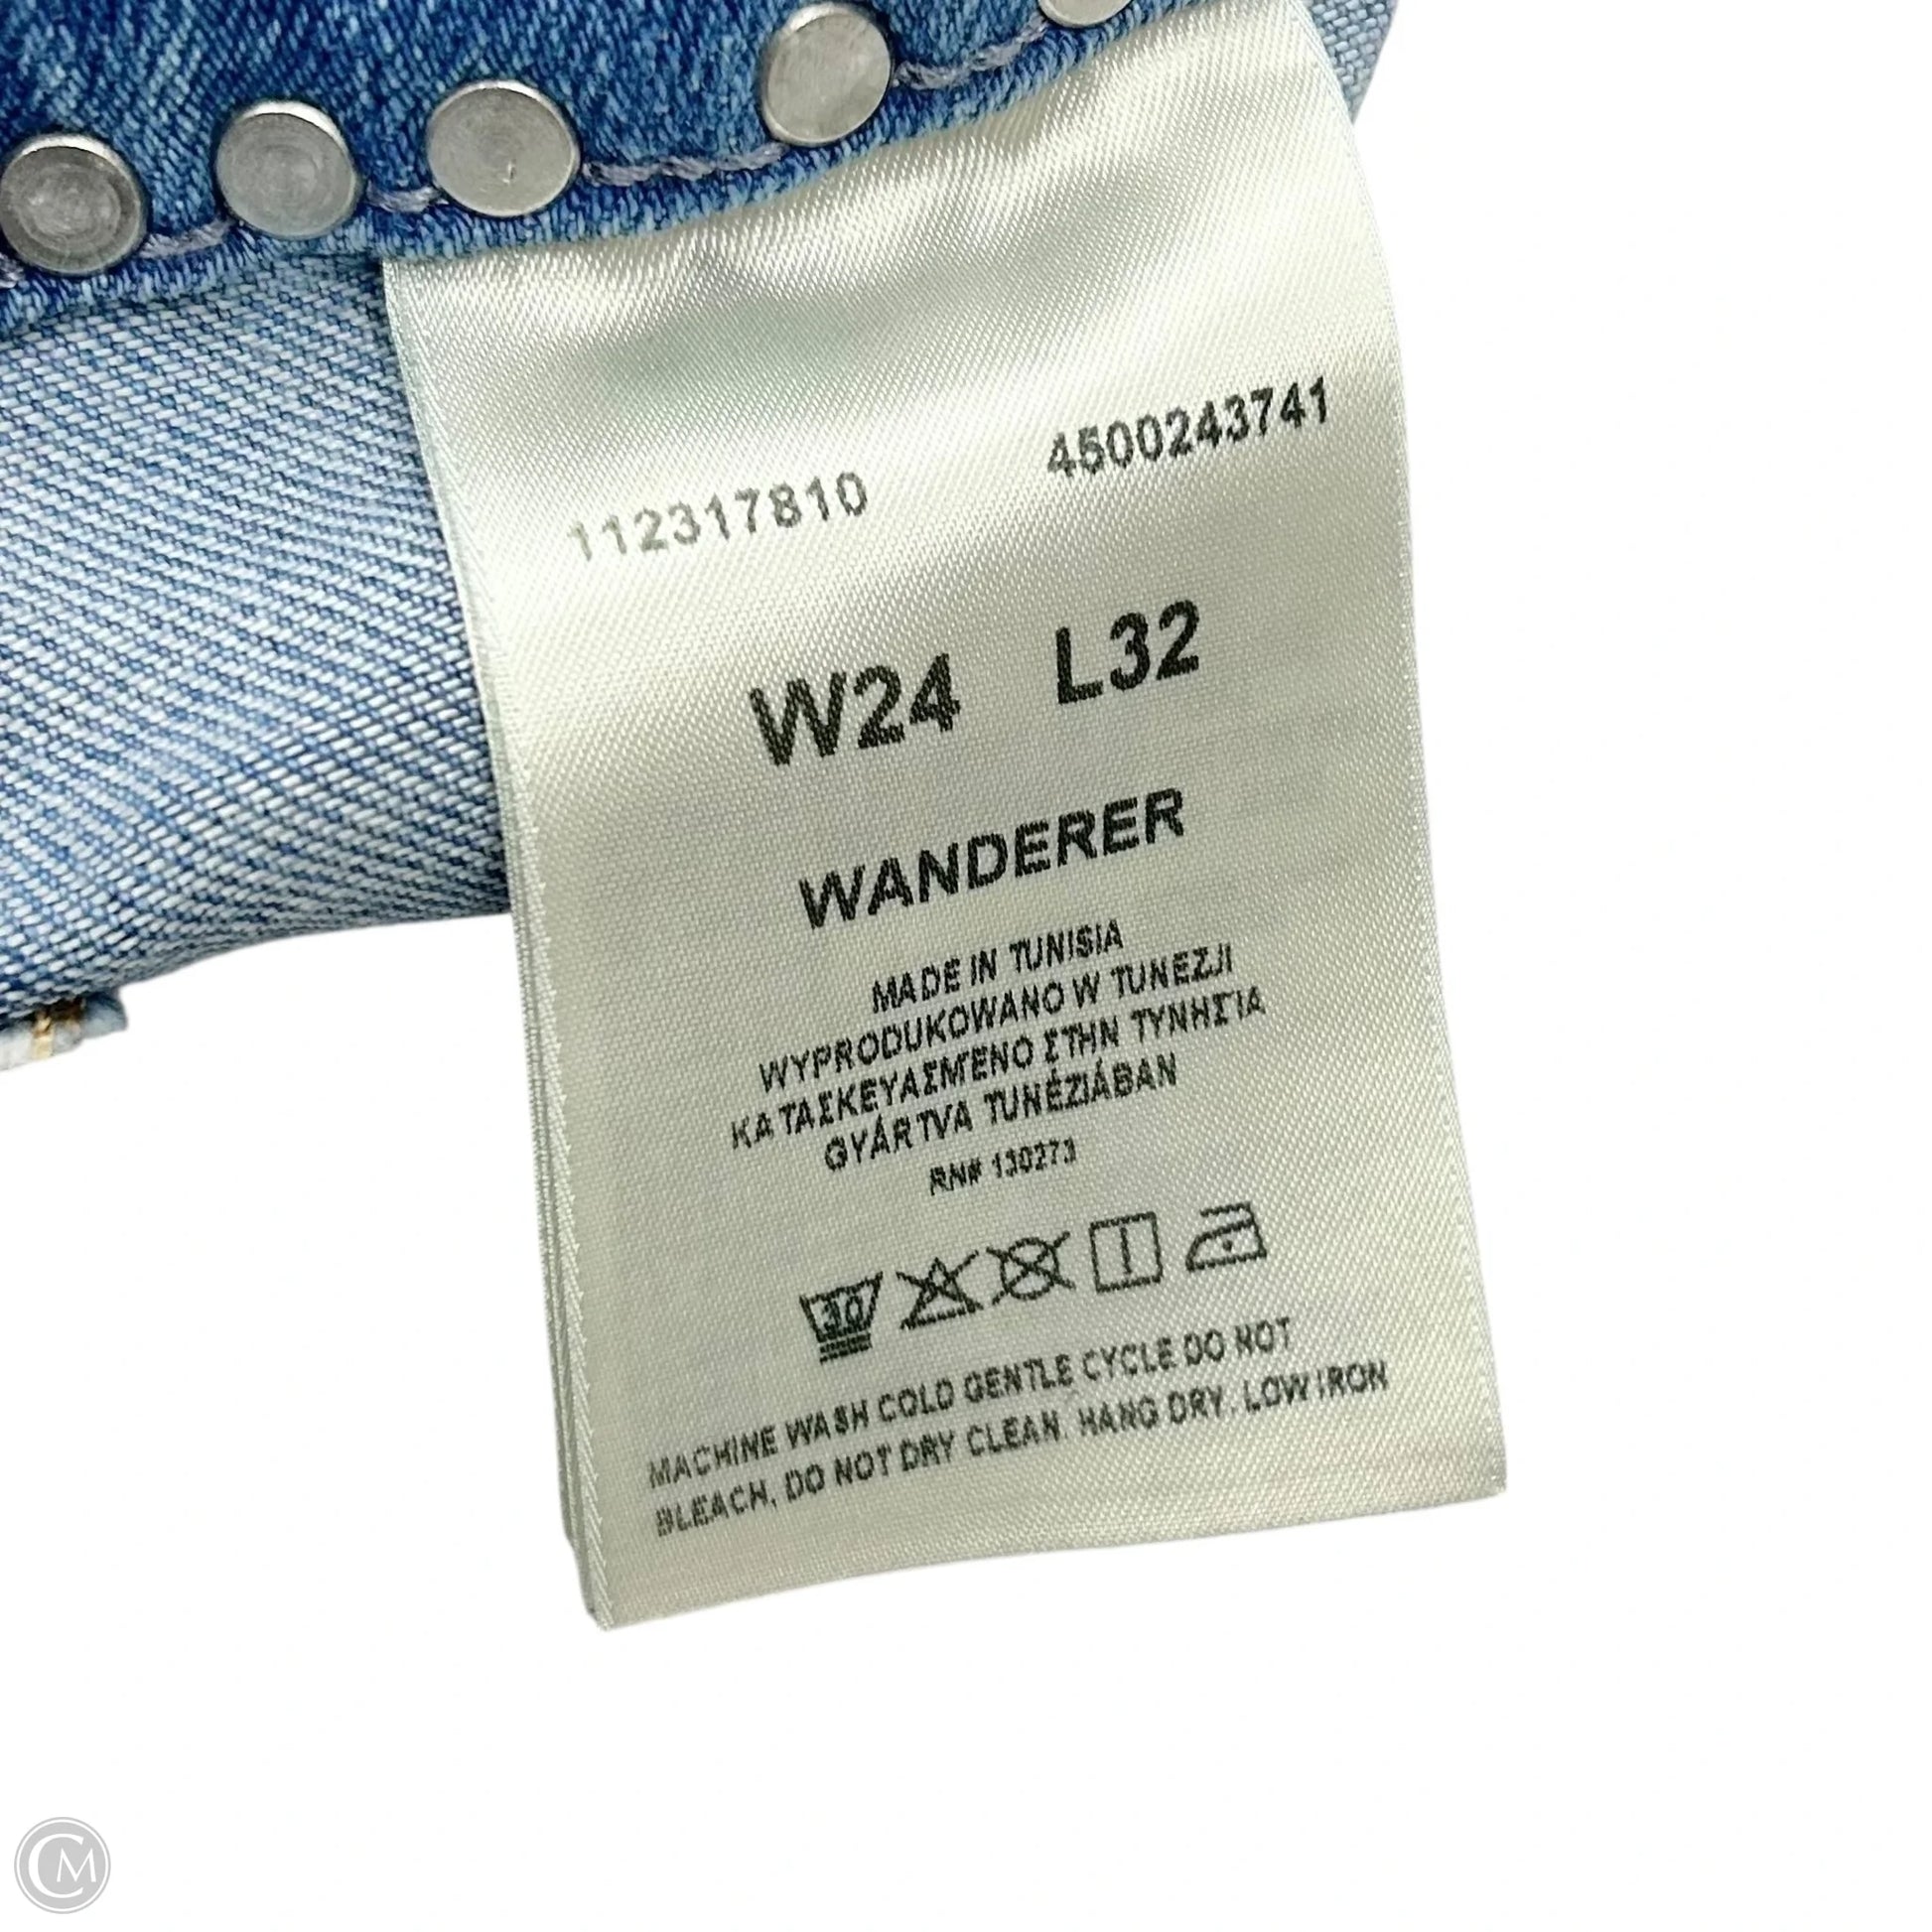 112317810 4500243741
W24 L32
WANDERER
MADE IN TUNISIA
WYPRODUKOWANO W TUNEZJI
ΚΑΤΑΣΚΕΥΑΣΜΕΝΟ ΣΤΗΝ ΤΥΝΗΣΙΑ
GYÁRTVA TUNÉZIÁBAN
RN# 130273
30
MACHINE WASH COLD GENTLE CYCLE DO NOT
BLEACH, DO NOT DRY CLEAN. HANG DRY. LOW IRON
CM